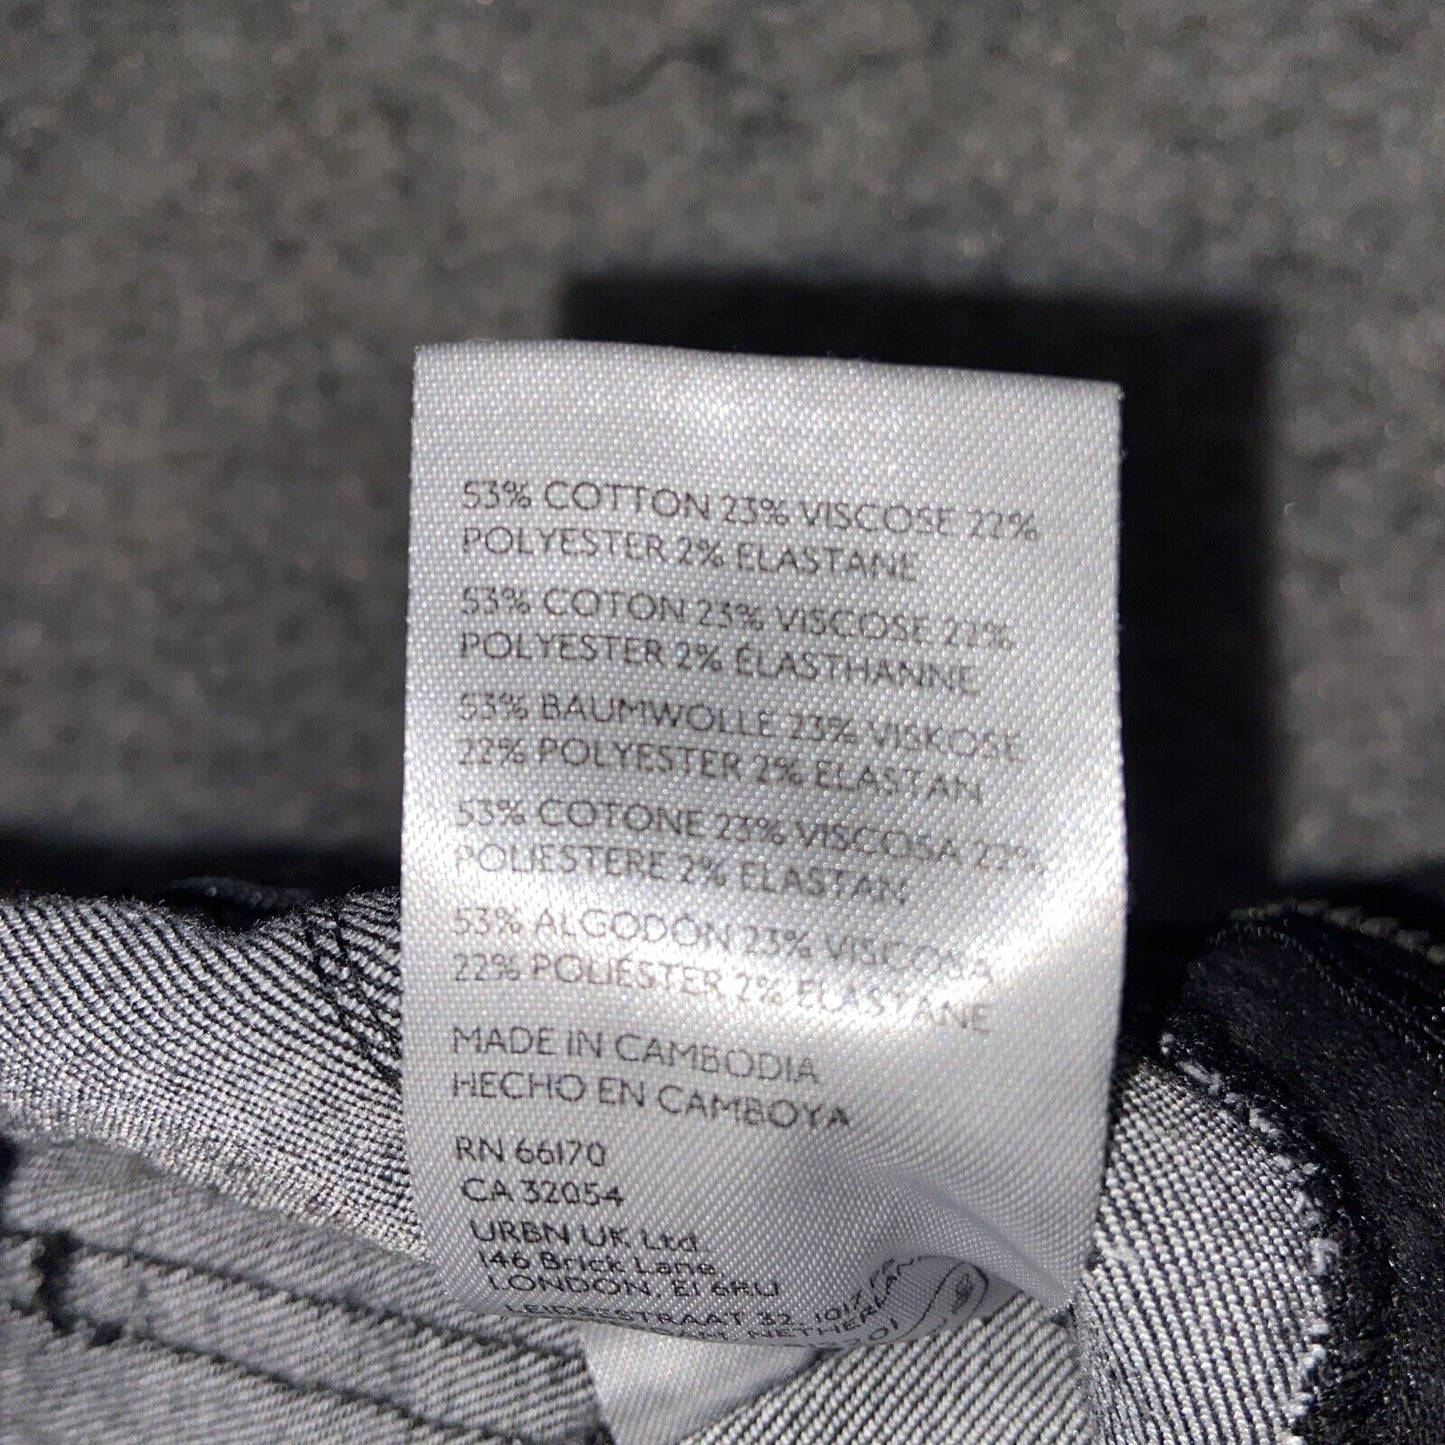 53% COTTON 23% VISCOSE 22%
POLYESTER 2% ELASTANE
53% COTON 23% VISCOSE 22%
POLYESTER 2% ÉLASTHANNE
53% BAUMWOLLE 23% VISKOSE
22% POLYESTER 2% ELASTAN
53% COTONE 23% VISCOSA 22%
POLIESTERE 2% ELASTAN
53% ALGODÓN 23% VISCOSA
22% POLIÉSTER 2% ELASTANE
MADE IN CAMBODIA
HECHO EN CAMBOYA
RN 66170
CA 32054
URBN UK Ltd.
146 Brick Lane,
LONDON, E1 6RU
LEIDSESTRAAT 32, 1017